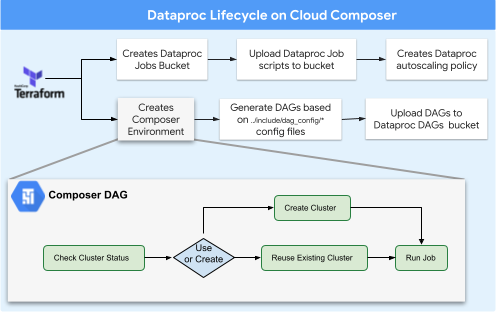 Dataproc Lifecycle on Cloud Composer
Creates Dataproc
Jobs Bucket
Upload Dataproc Job
scripts to bucket
Creates Dataproc
autoscaling policy
Terraform
Creates
Composer
Environment
Generate DAGs based
on ../include/dag_config/*
config files
Upload DAGs to
Dataproc DAGs bucket
Composer DAG
Create Cluster
Check Cluster Status
Use
or Create
Reuse Existing Cluster
Run Job